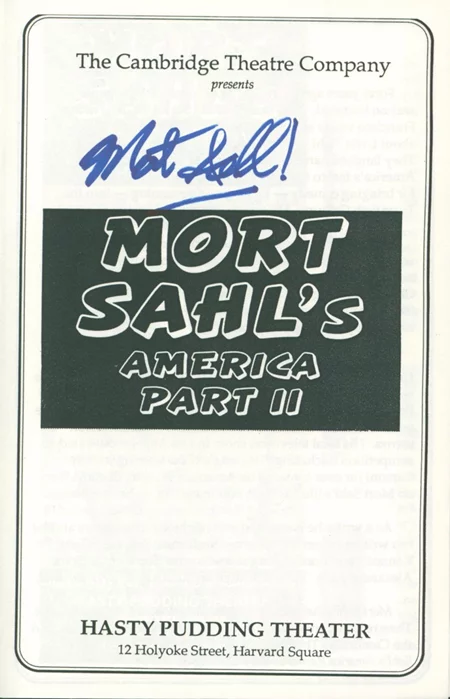 The Cambridge Theatre Company
presents
Mort Sahl!
MORT
SAHL's
AMERICA
PART II
HASTY PUDDING THEATER
12 Holyoke Street, Harvard Square